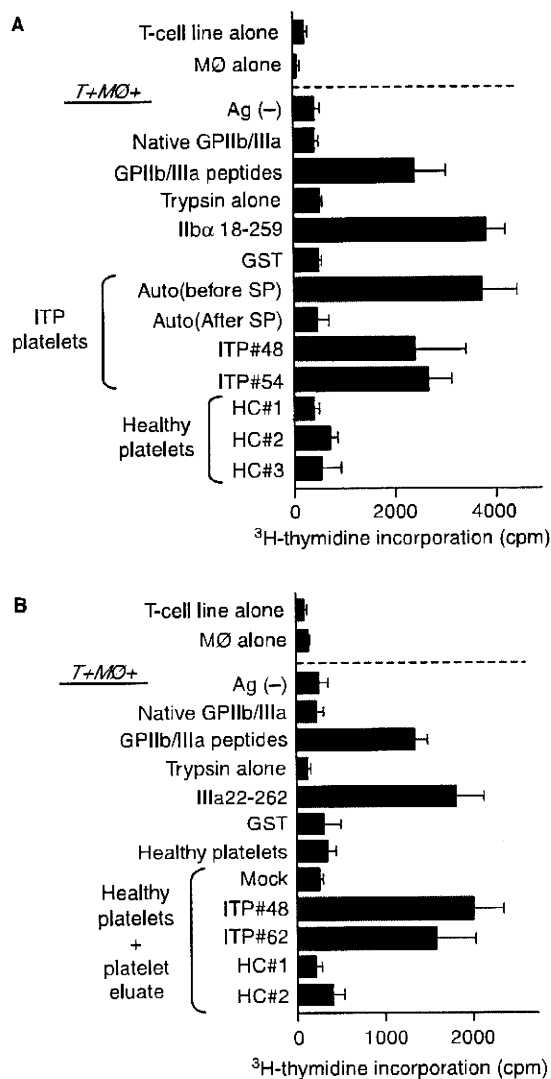 A
T-cell line alone
MØ alone
T+MØ+
Ag (–)
Native GPIIb/IIIa
GPIIb/IIIa peptides
Trypsin alone
IIbα 18-259
GST
ITP platelets
Auto(before SP)
Auto(After SP)
ITP#48
ITP#54
Healthy platelets
HC#1
HC#2
HC#3
0 2000 4000
³H-thymidine incorporation (cpm)
B
T-cell line alone
MØ alone
T+MØ+
Ag (–)
Native GPIIb/IIIa
GPIIb/IIIa peptides
Trypsin alone
IIIa22-262
GST
Healthy platelets
Healthy platelets + platelet eluate
Mock
ITP#48
ITP#62
HC#1
HC#2
0 1000 2000
³H-thymidine incorporation (cpm)